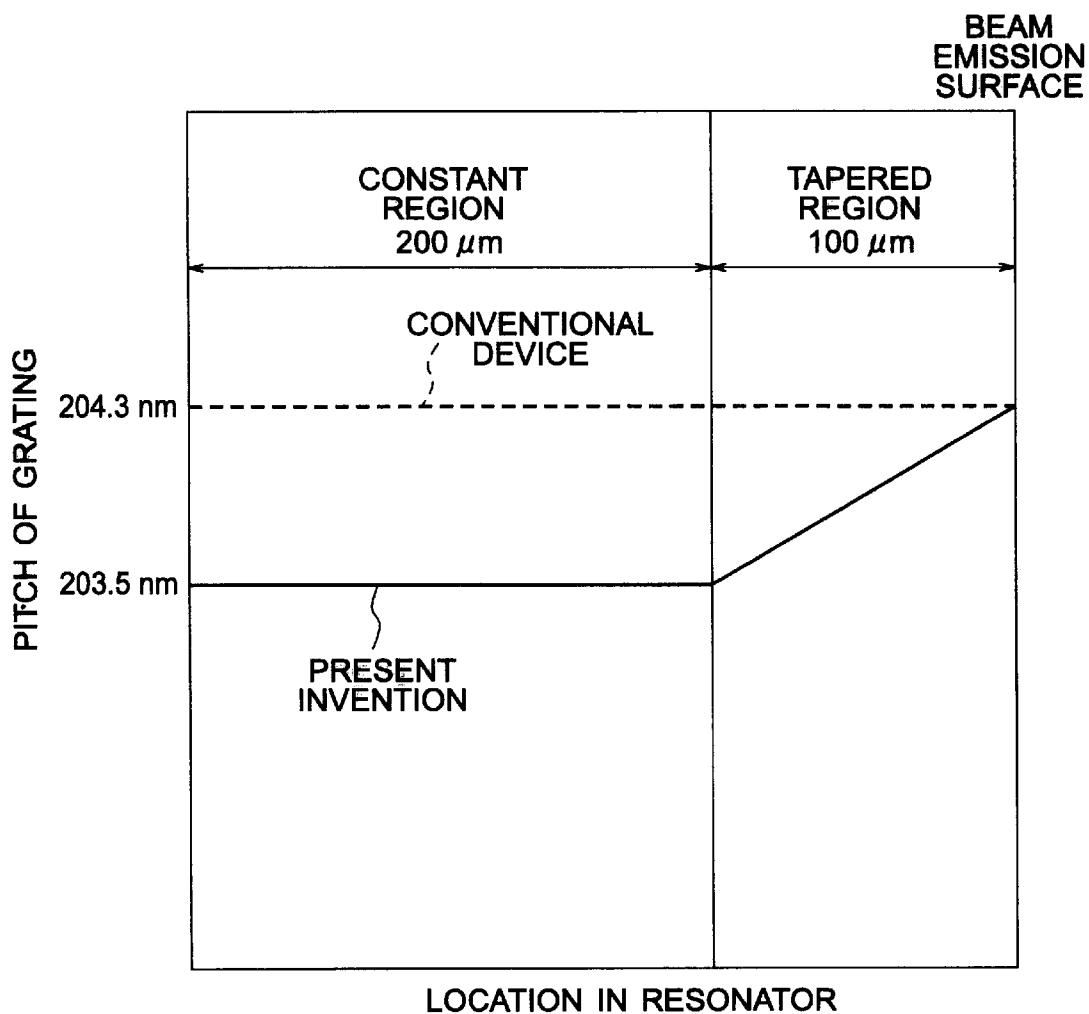 BEAM
EMISSION
SURFACE
CONSTANT
REGION
200 μm
TAPERED
REGION
100 μm
CONVENTIONAL
DEVICE
204.3 nm
PITCH OF GRATING
203.5 nm
PRESENT
INVENTION
LOCATION IN RESONATOR